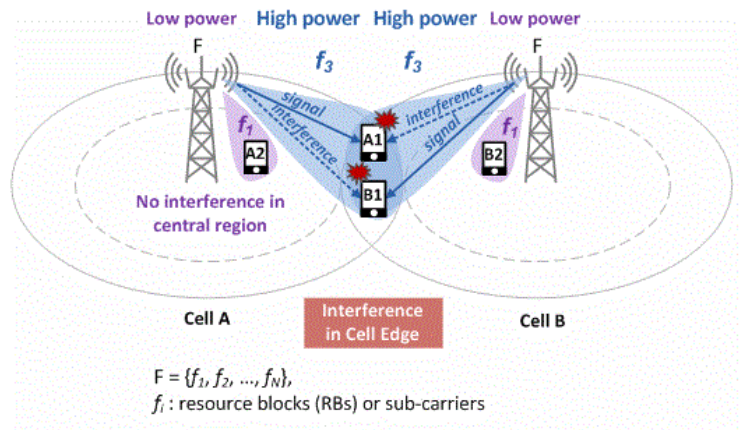 Low power High power High power Low power
F F
f3 f3
signal
interference
interference
signal
f1 f1
A1
A2 B2
B1
No interference in
central region
Cell A
Interference
in Cell Edge
Cell B
F = {f1, f2, ..., fN},
fi : resource blocks (RBs) or sub-carriers